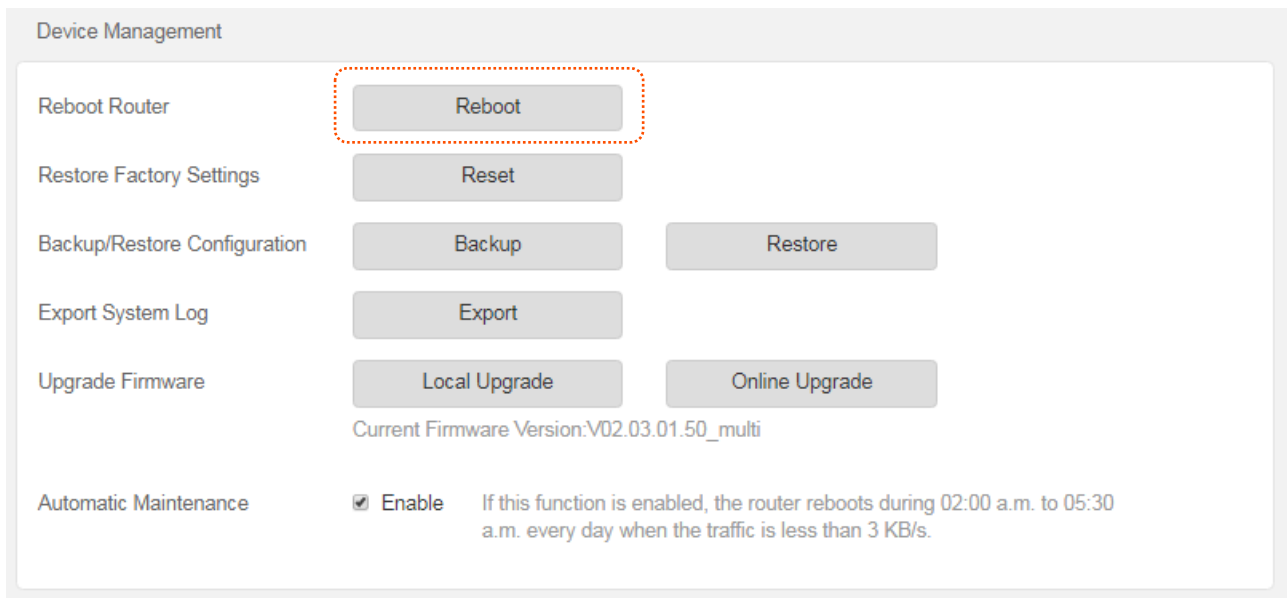 Device Management
Reboot Router Reboot
Restore Factory Settings Reset
Backup/Restore Configuration Backup Restore
Export System Log Export
Upgrade Firmware Local Upgrade Online Upgrade
Current Firmware Version:V02.03.01.50_multi
Automatic Maintenance Enable If this function is enabled, the router reboots during 02:00 a.m. to 05:30
a.m. every day when the traffic is less than 3 KB/s.